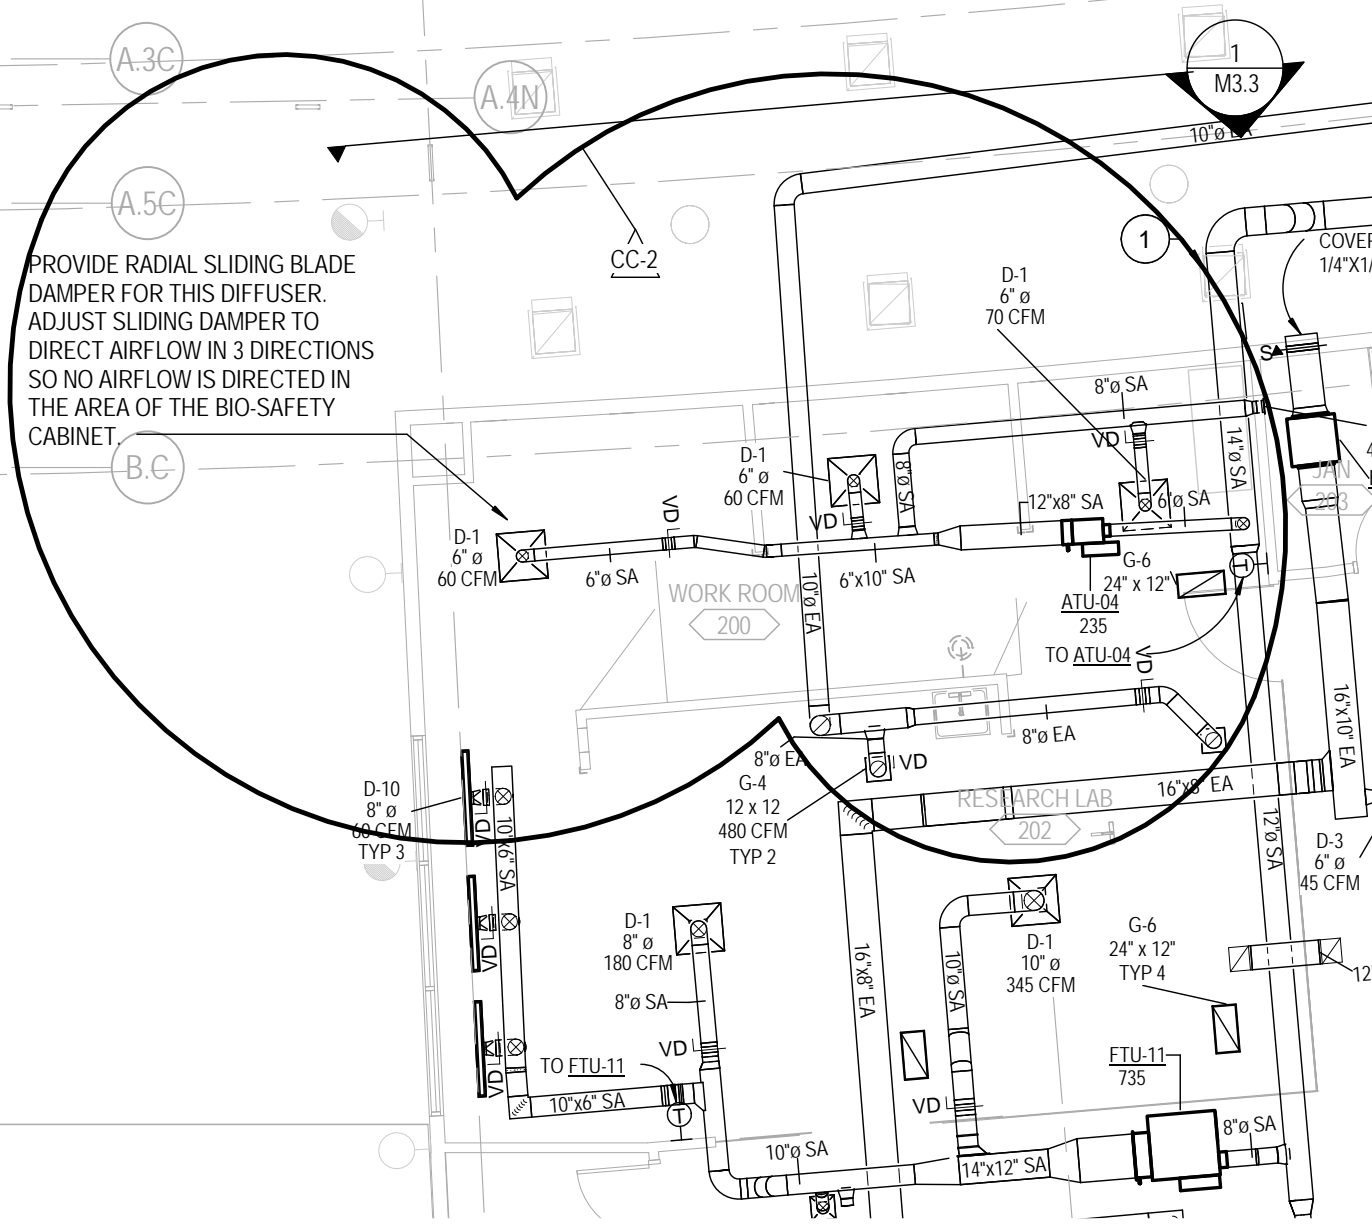 A.3C
A.4N
1
M3.3
10"ø EA
A.5C
CC-2
1
COVER
1/4"X1/
PROVIDE RADIAL SLIDING BLADE
DAMPER FOR THIS DIFFUSER.
ADJUST SLIDING DAMPER TO
DIRECT AIRFLOW IN 3 DIRECTIONS
SO NO AIRFLOW IS DIRECTED IN
THE AREA OF THE BIO-SAFETY
CABINET.
B.C
D-1
6" ø
70 CFM
S
8"ø SA
VD
D-1
6" ø
60 CFM
VD
8"ø SA
12"x8" SA
6"ø SA
14"ø SA
JAN
203
4
D-1
6" ø
60 CFM
VD
6"ø SA
6"x10" SA
10"ø EA
G-6
24" x 12"
ATU-04
235
T
TO ATU-04
WORK ROOM
200
VD
8"ø EA
8"ø EA
VD
G-4
12 x 12
480 CFM
TYP 2
16"x10" EA
16"x8" EA
RESEARCH LAB
202
D-10
8" ø
60 CFM
TYP 3
VD
10"x6" SA
VD
VD
12"ø SA
D-3
6" ø
45 CFM
D-1
8" ø
180 CFM
8"ø SA
VD
16"x8" EA
10"ø SA
D-1
10" ø
345 CFM
G-6
24" x 12"
TYP 4
12"
TO FTU-11
10"x6" SA
T
VD
FTU-11
735
8"ø SA
10"ø SA
14"x12" SA